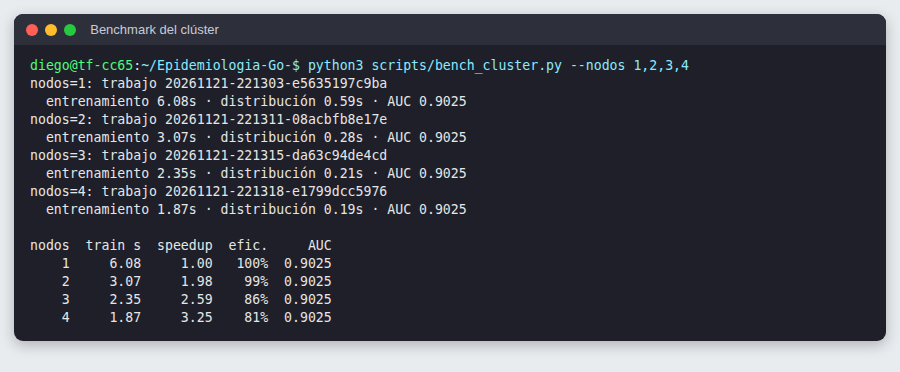 Benchmark del clúster
diego@tf-cc65:~/Epidemiologia-Go-$ python3 scripts/bench_cluster.py --nodos 1,2,3,4
nodos=1: trabajo 20261121-221303-e5635197c9ba
  entrenamiento 6.08s · distribución 0.59s · AUC 0.9025
nodos=2: trabajo 20261121-221311-08acbfb8e17e
  entrenamiento 3.07s · distribución 0.28s · AUC 0.9025
nodos=3: trabajo 20261121-221315-da63c94de4cd
  entrenamiento 2.35s · distribución 0.21s · AUC 0.9025
nodos=4: trabajo 20261121-221318-e1799dcc5976
  entrenamiento 1.87s · distribución 0.19s · AUC 0.9025
nodos  train s  speedup  efic.     AUC
    1     6.08     1.00   100%  0.9025
    2     3.07     1.98    99%  0.9025
    3     2.35     2.59    86%  0.9025
    4     1.87     3.25    81%  0.9025